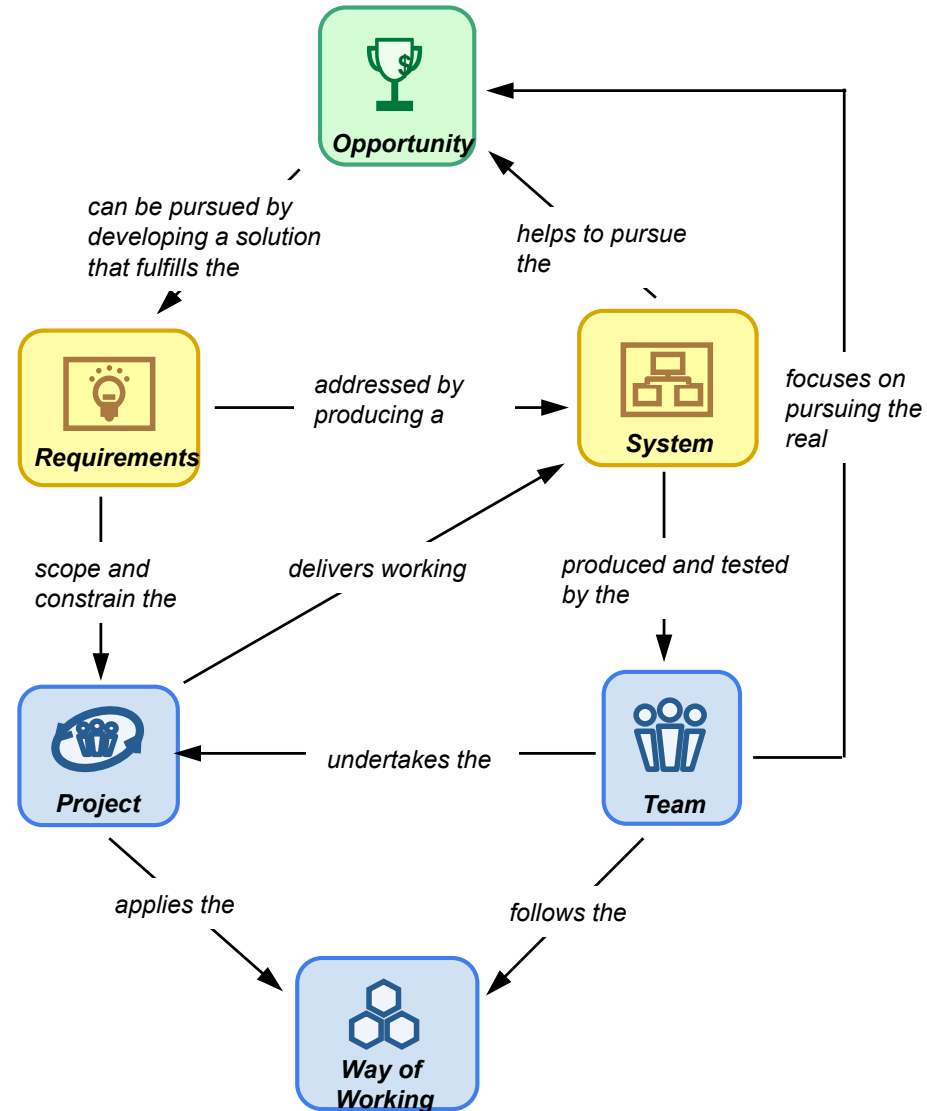 $
Opportunity
can be pursued by
developing a solution
that fulfills the
helps to pursue
the
Requirements
addressed by
producing a
System
focuses on
pursuing the
real
scope and
constrain the
delivers working
produced and tested
by the
Project
undertakes the
Team
applies the
follows the
Way of
Working